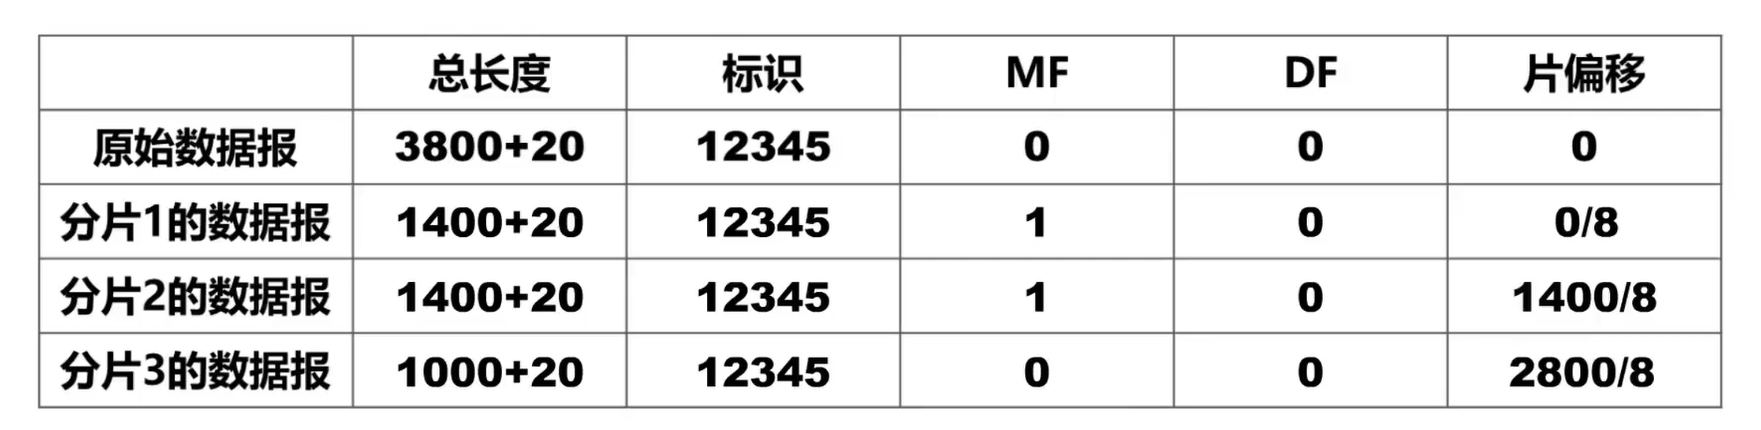 总长度 标识 MF DF 片偏移
原始数据报 3800+20 12345 0 0 0
分片1的数据报 1400+20 12345 1 0 0/8
分片2的数据报 1400+20 12345 1 0 1400/8
分片3的数据报 1000+20 12345 0 0 2800/8